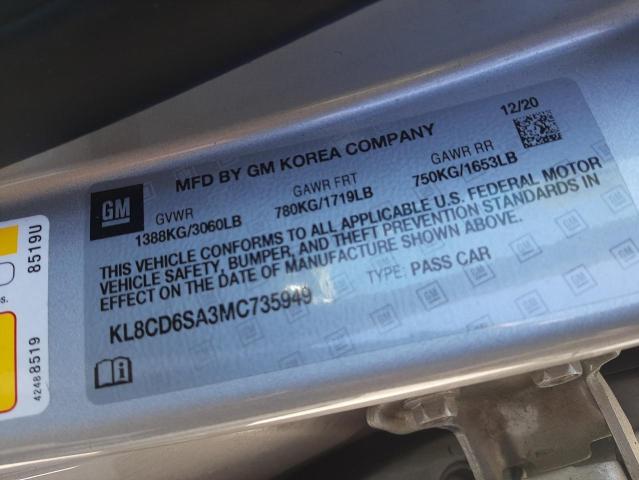 12/20
MFD BY GM KOREA COMPANY
GM
GVWR
1388KG/3060LB
GAWR FRT
780KG/1719LB
GAWR RR
750KG/1653LB
THIS VEHICLE CONFORMS TO ALL APPLICABLE U.S. FEDERAL MOTOR
VEHICLE SAFETY, BUMPER, AND THEFT PREVENTION STANDARDS IN
EFFECT ON THE DATE OF MANUFACTURE SHOWN ABOVE.
TYPE: PASS CAR
KL8CD6SA3MC735949
8519U
os.
42488519